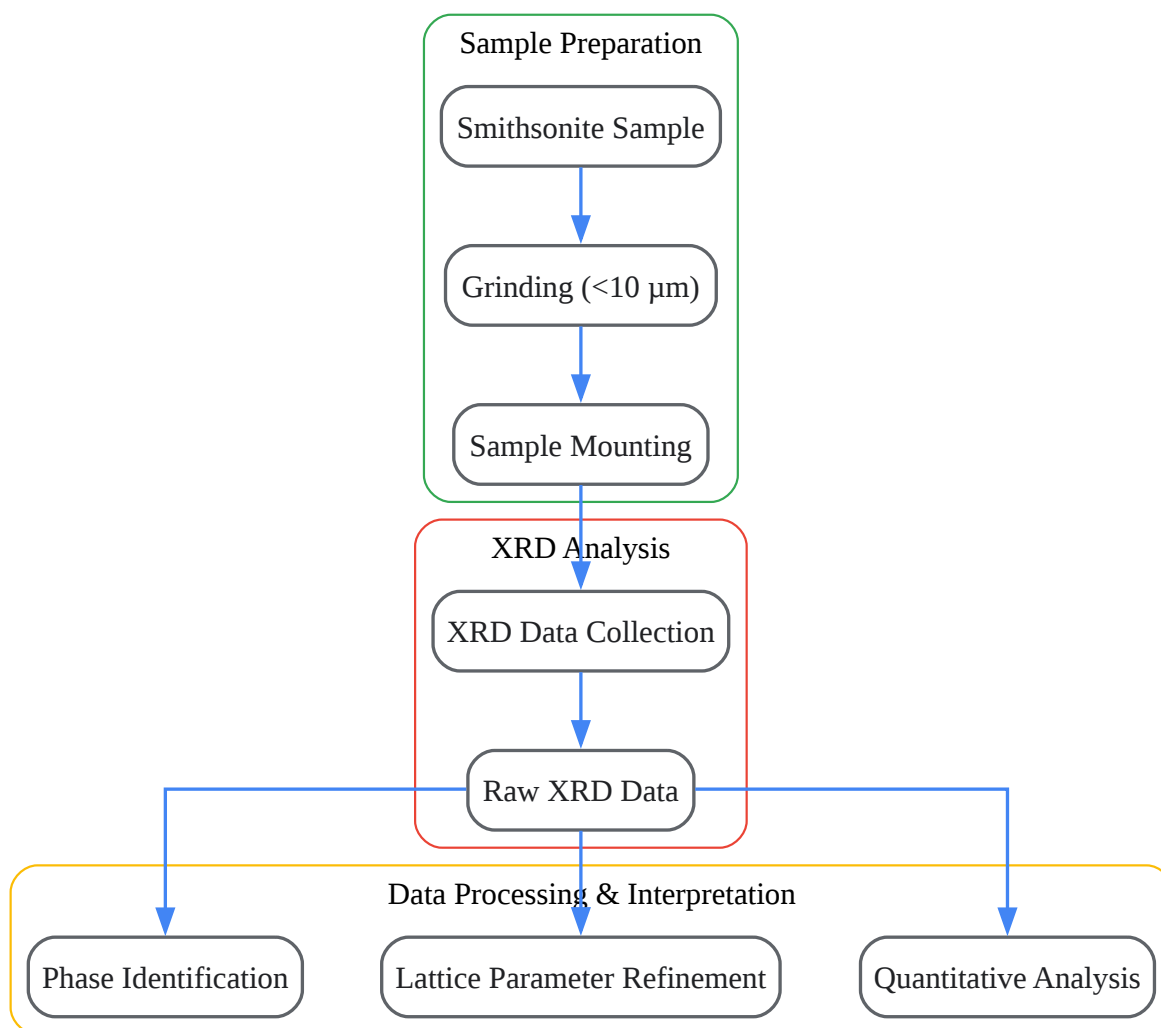 Sample Preparation
Smithsonite Sample
Grinding (<10 µm)
Sample Mounting
XRD Analysis
XRD Data Collection
Raw XRD Data
Data Processing & Interpretation
Phase Identification
Lattice Parameter Refinement
Quantitative Analysis